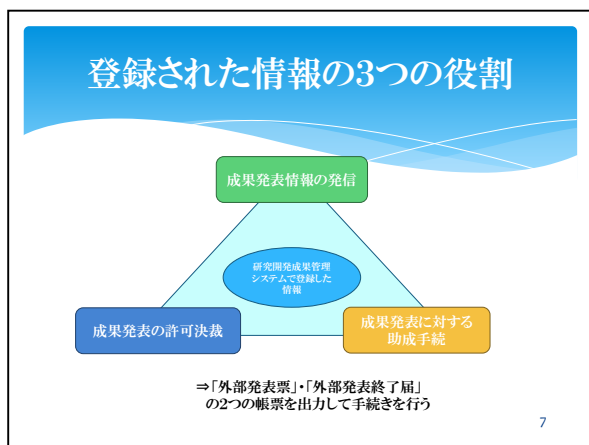 登録された情報の3つの役割
成果発表情報の発信
研究開発成果管理
システムで登録した
情報
成果発表の許可決裁
成果発表に対する
助成手続
⇒「外部発表票」・「外部発表終了届」
の2つの帳票を出力して手続きを行う
7